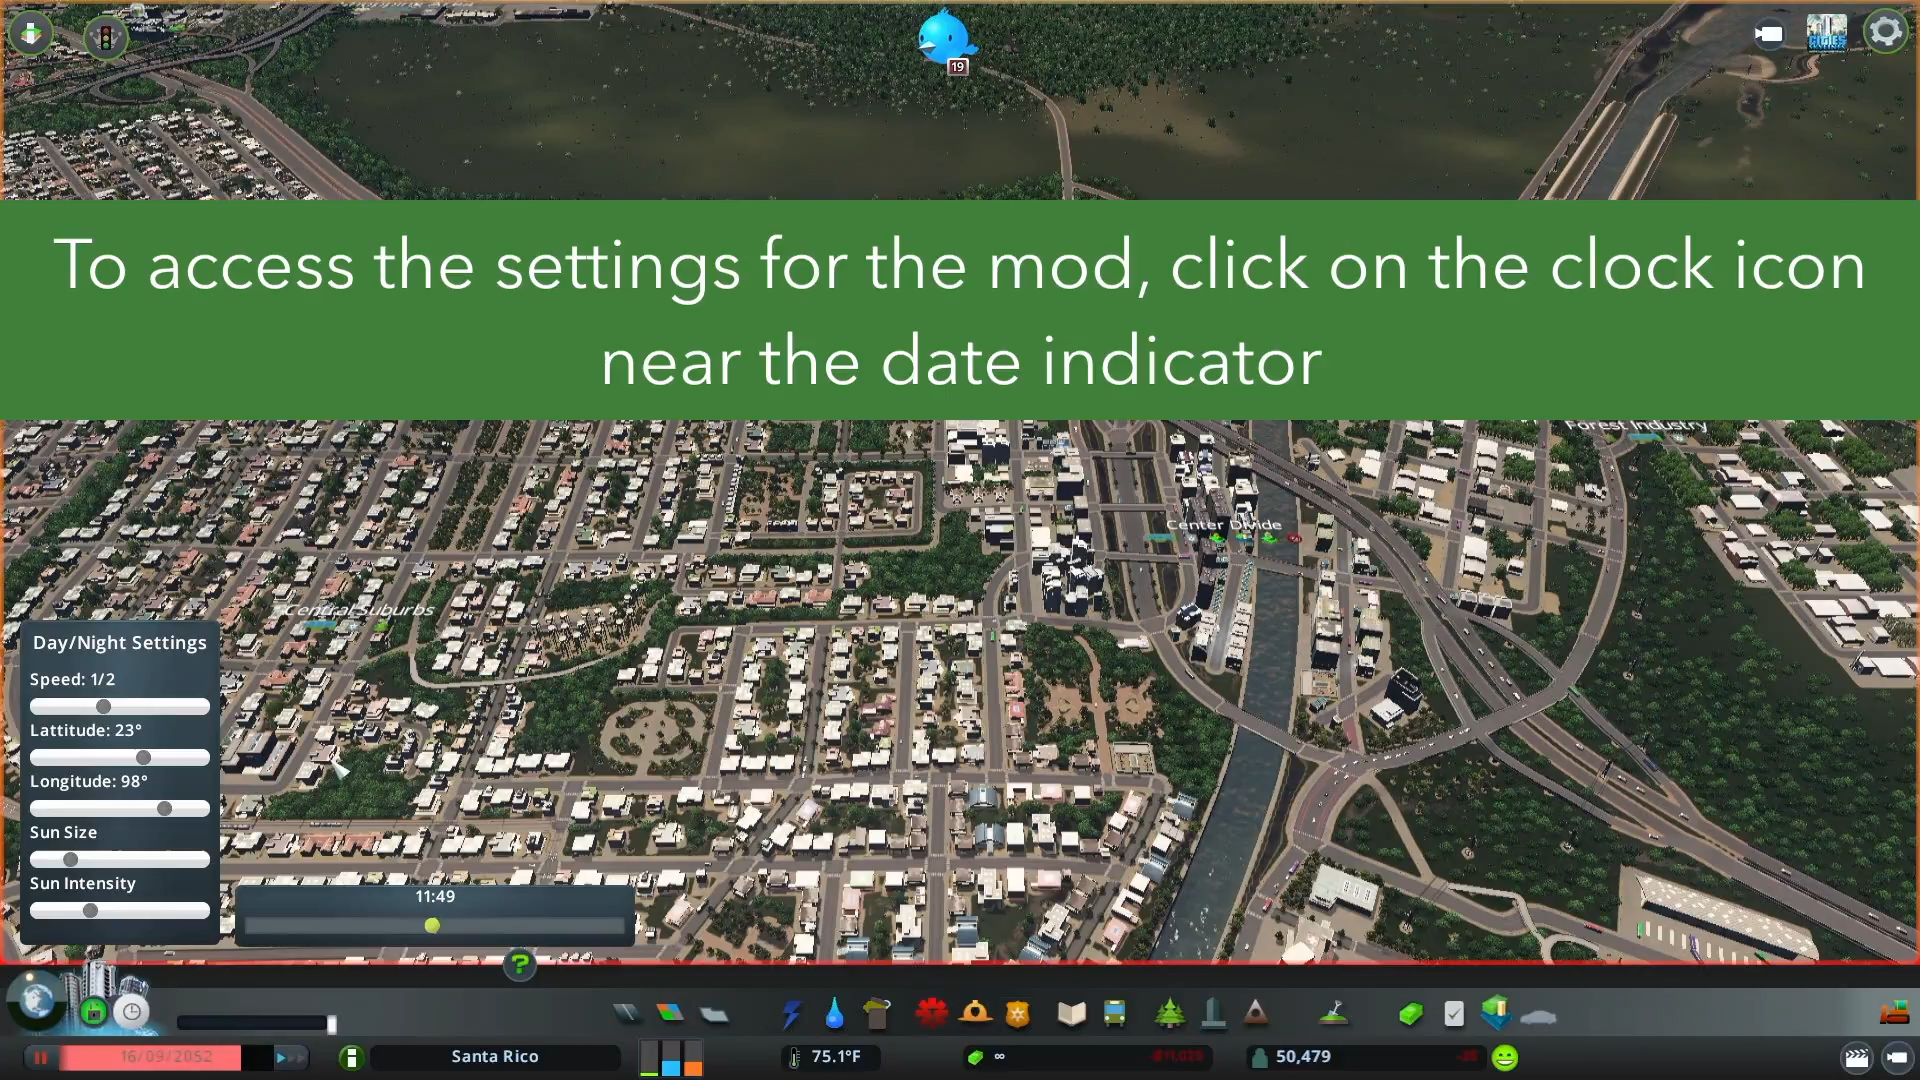 19
CITIES
To access the settings for the mod, click on the clock icon
near the date indicator
Forest Industry
Center Divide
Central Suburbs
Day/Night Settings
Speed: 1/2
Lattitude: 23°
Longitude: 98°
Sun Size
Sun Intensity
11:49
?
16/09/2052
Santa Rico
75.1°F
∞
50,479